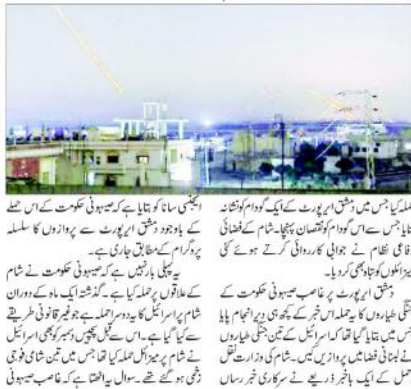 حملہ کیا جس میں دمشق ایر پورٹ کے ایک گودام کو نشانہ
بنایا جس سے اس گودام کو نقصان پہنچا۔شام کے فضائی
دفاعی نظام نے جوابی کارروائی کرتے ہوئے کئی
میزائلوں کو تباہ بھی کر دیا۔
دمشق ایر پورٹ پر غاصب صیہونی حکومت کے
جنگی طیاروں کا یہ حملہ اس خبر کے کچھ ہی دیر انجام پایا
جس میں بتایا گیا تھا کہ اسرائیل کے تین جنگی طیاروں
نے لبنانی فضا میں پروازیں کیں۔شام کی وزارت نقل
حمل کے ایک باخبر ذریعے نے سرکاری خبر رساں
ایجنسی سانا کو بتایا ہے کہ صیہونی حکومت کے اس حملے
کے باوجود دمشق ایر پورٹ سے پروازوں کا سلسلہ
پروگرام کے مطابق جاری ہے۔
یہ پہلی بار نہیں ہے کہ صیہونی حکومت نے شام
کے علاقوں پر حملہ کیا ہے ۔ گذشتہ ایک ماہ کے دوران
شام پر اسرائیل کا یہ دوسرا حملہ ہے جو غیر قانونی طریقے
سے کیا گیا ہے۔اس سے قبل پچیس دسمبر کو بھی اسرائیل
نے شام پر میزائل حملہ کیا تھا جس میں تین شامی فوجی
زخمی ہو گئے تھے ۔سوال یہ اٹھتا ہے کہ غاصب صیہونی